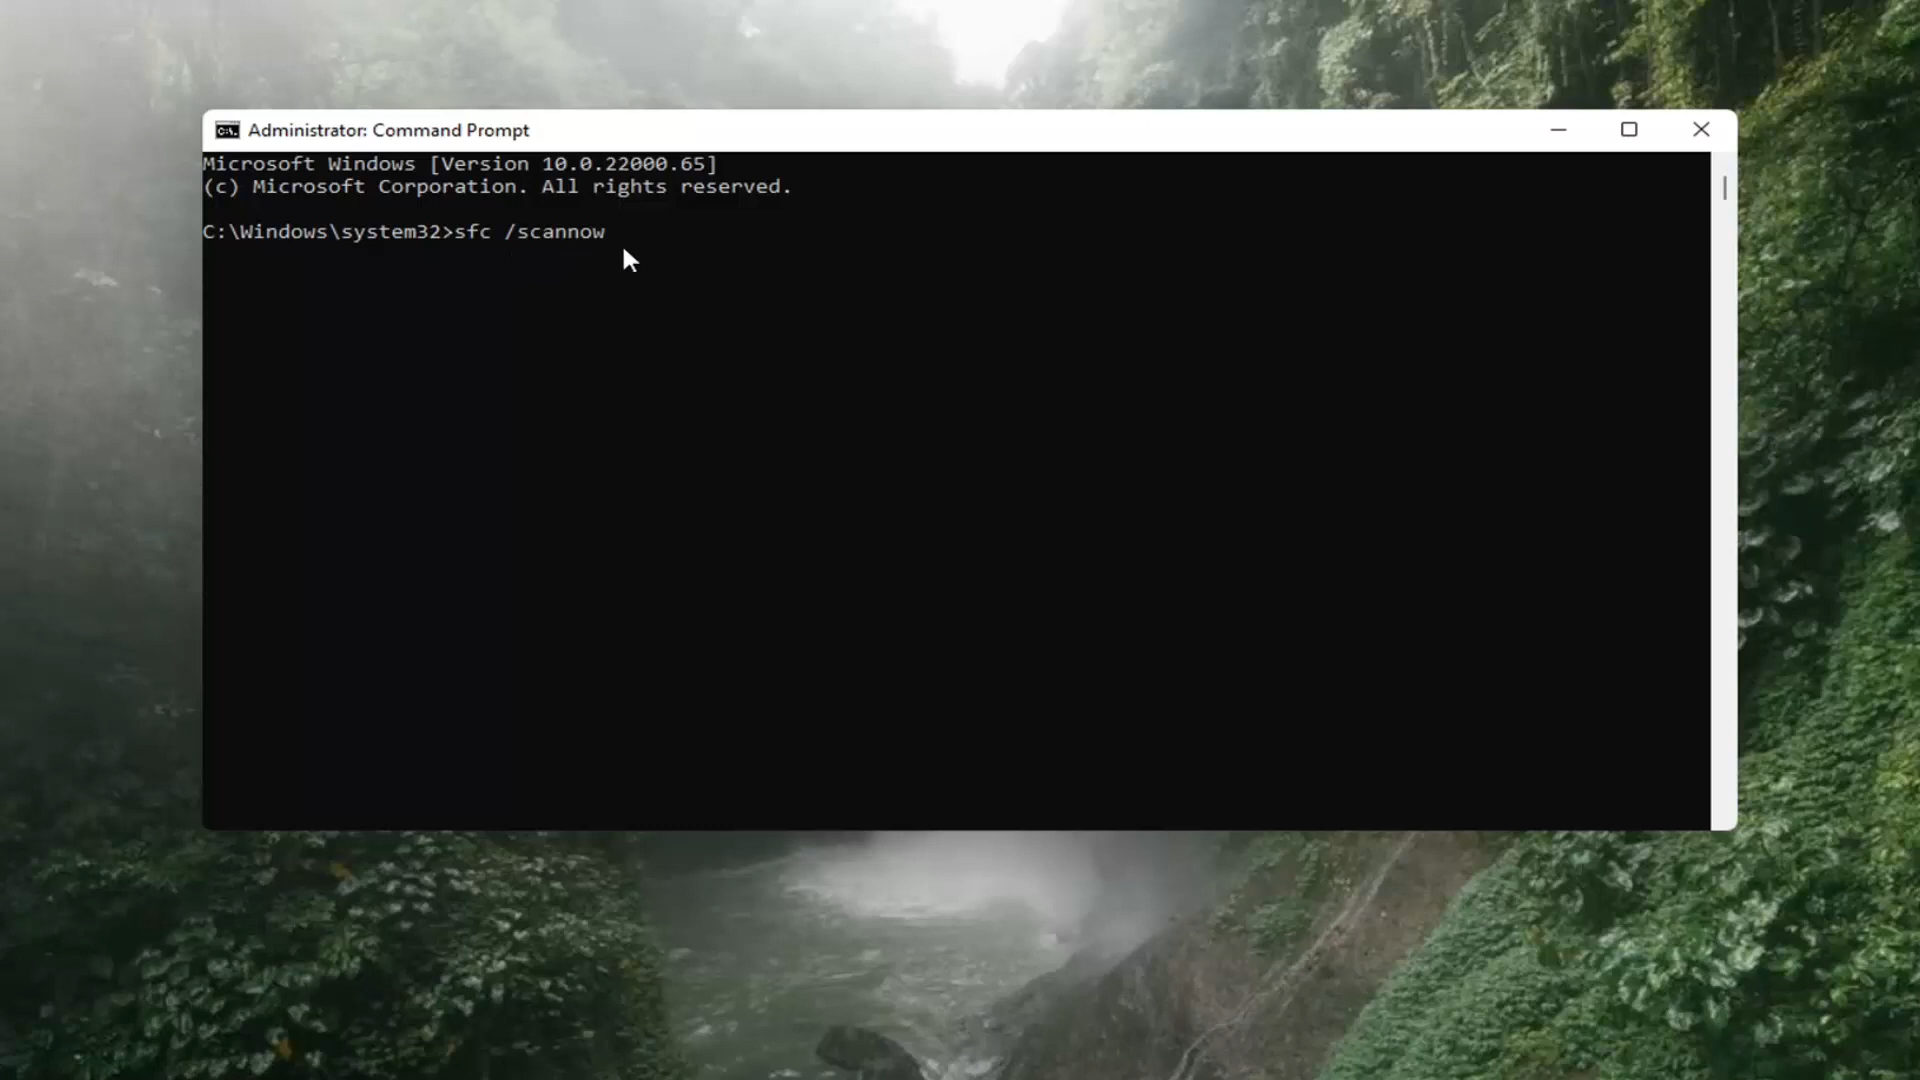 Administrator: Command Prompt
Microsoft Windows [Version 10.0.22000.65]
(c) Microsoft Corporation. All rights reserved.
C:\Windows\system32>sfc /scannow